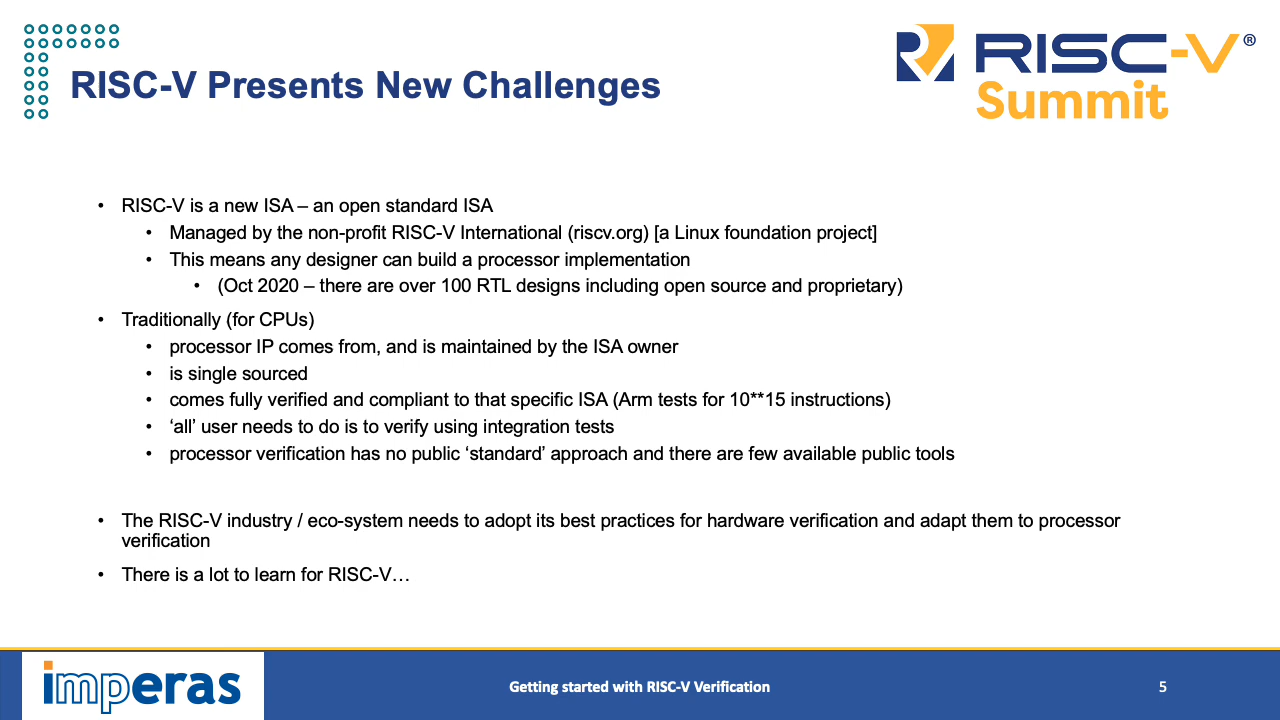 RISC-V Presents New Challenges
RISC-V®
Summit
• RISC-V is a new ISA – an open standard ISA
• Managed by the non-profit RISC-V International (riscv.org) [a Linux foundation project]
• This means any designer can build a processor implementation
• (Oct 2020 – there are over 100 RTL designs including open source and proprietary)
• Traditionally (for CPUs)
• processor IP comes from, and is maintained by the ISA owner
• is single sourced
• comes fully verified and compliant to that specific ISA (Arm tests for 10**15 instructions)
• ‘all’ user needs to do is to verify using integration tests
• processor verification has no public ‘standard’ approach and there are few available public tools
• The RISC-V industry / eco-system needs to adopt its best practices for hardware verification and adapt them to processor
verification
• There is a lot to learn for RISC-V…
imperas
Getting started with RISC-V Verification
5